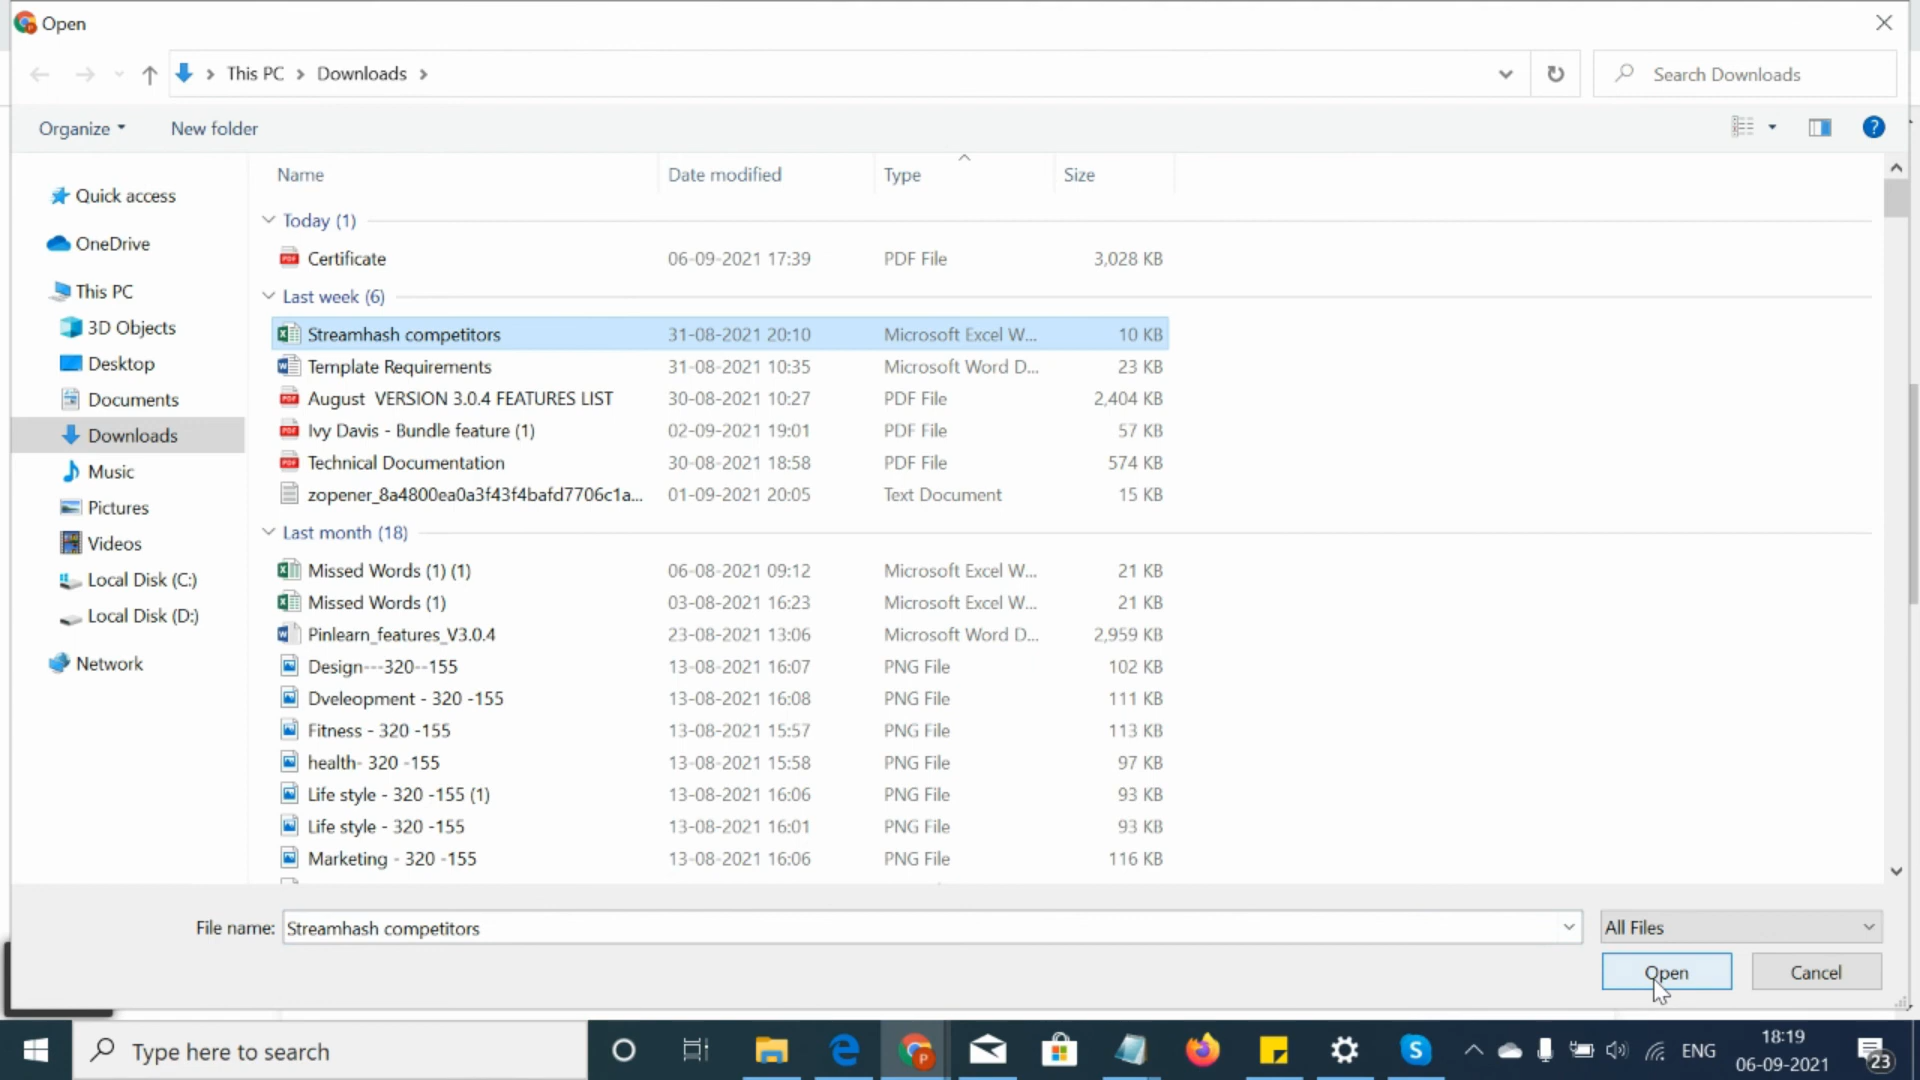 Open
This PC > Downloads >
Search Downloads
Organize New folder
Name Date modified Type Size
Quick access
OneDrive
This PC
3D Objects
Desktop
Documents
Downloads
Music
Pictures
Videos
Local Disk (C:)
Local Disk (D:)
Network
Today (1)
Certificate 06-09-2021 17:39 PDF File 3,028 KB
Last week (6)
Streamhash competitors 31-08-2021 20:10 Microsoft Excel W... 10 KB
Template Requirements 31-08-2021 10:35 Microsoft Word D... 23 KB
August VERSION 3.0.4 FEATURES LIST 30-08-2021 10:27 PDF File 2,404 KB
Ivy Davis - Bundle feature (1) 02-09-2021 19:01 PDF File 57 KB
Technical Documentation 30-08-2021 18:58 PDF File 574 KB
zopener_8a4800ea0a3f43f4bafd7706c1a... 01-09-2021 20:05 Text Document 15 KB
Last month (18)
Missed Words (1) (1) 06-08-2021 09:12 Microsoft Excel W... 21 KB
Missed Words (1) 03-08-2021 16:23 Microsoft Excel W... 21 KB
Pinlearn_features_V3.0.4 23-08-2021 13:06 Microsoft Word D... 2,959 KB
Design---320--155 13-08-2021 16:07 PNG File 102 KB
Dveleopment - 320 -155 13-08-2021 16:08 PNG File 111 KB
Fitness - 320 -155 13-08-2021 15:57 PNG File 113 KB
health- 320 -155 13-08-2021 15:58 PNG File 97 KB
Life style - 320 -155 (1) 13-08-2021 16:06 PNG File 93 KB
Life style - 320 -155 13-08-2021 16:01 PNG File 93 KB
Marketing - 320 -155 13-08-2021 16:06 PNG File 116 KB
File name: Streamhash competitors All Files
Open Cancel
Type here to search
ENG
18:19
06-09-2021
23